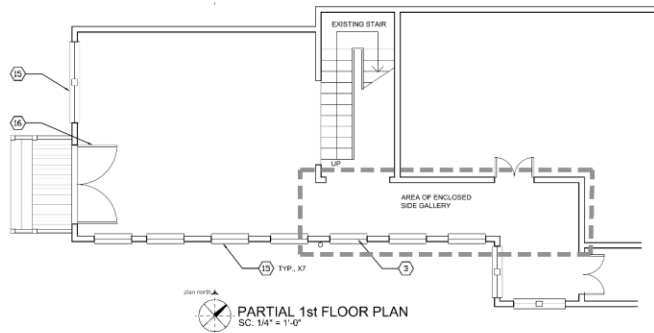 EXISTING STAIR
15
16
UP
AREA OF ENCLOSED
SIDE GALLERY
15 TYP., X7
3
plan north
PARTIAL 1st FLOOR PLAN
SC: 1/4" = 1'-0"